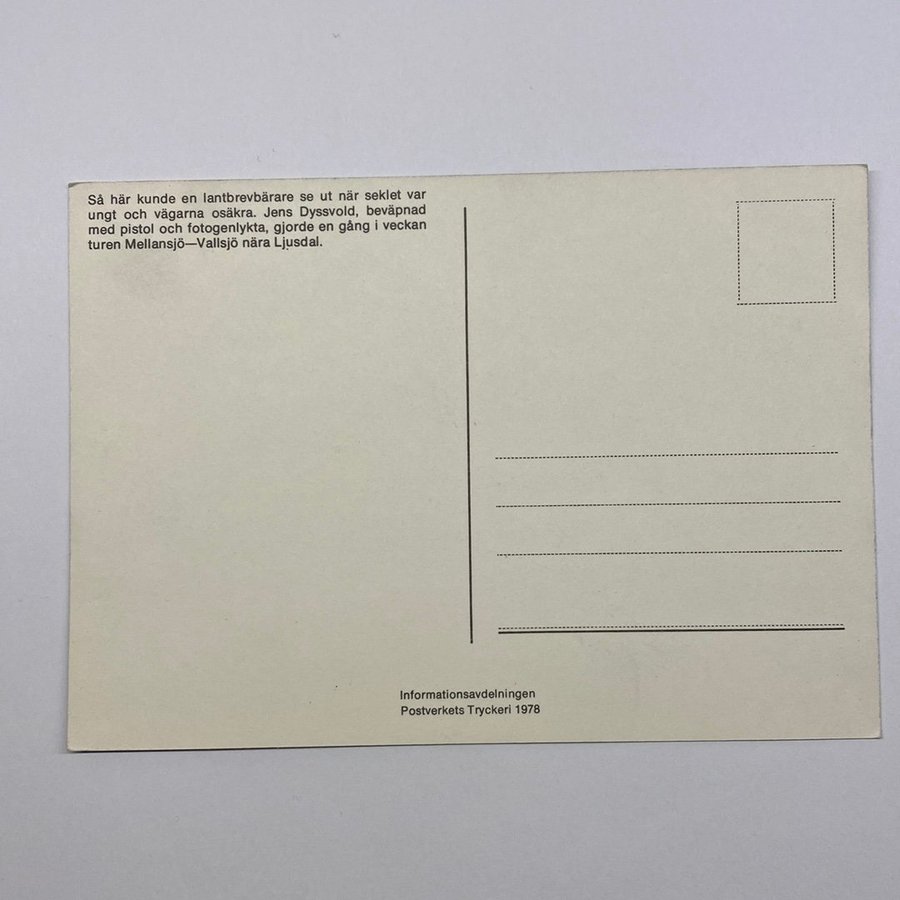 Så här kunde en lantbrevbärare se ut när seklet var
ungt och vägarna osäkra. Jens Dyssvold, beväpnad
med pistol och fotogenlykta, gjorde en gång i veckan
turen Mellansjö—Vallsjö nära Ljusdal.
Informationsavdelningen
Postverkets Tryckeri 1978